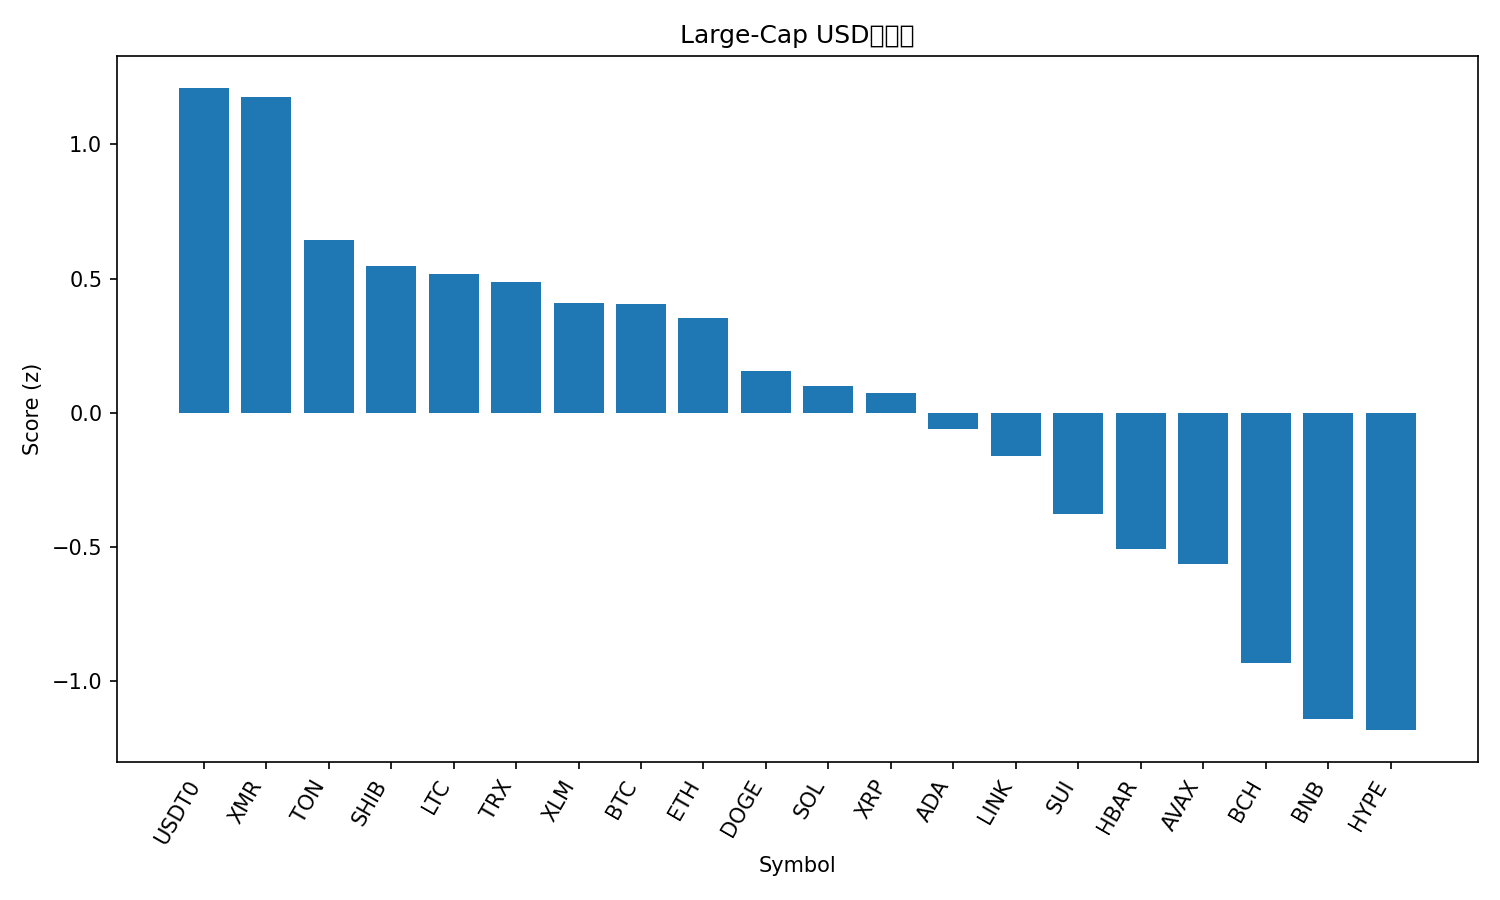 Large-Cap USD
1.0
0.5
0.0
−0.5
−1.0
Score (z)
USDT0
XMR
TON
SHIB
LTC
TRX
XLM
BTC
ETH
DOGE
SOL
XRP
ADA
LINK
SUI
HBAR
AVAX
BCH
BNB
HYPE
Symbol